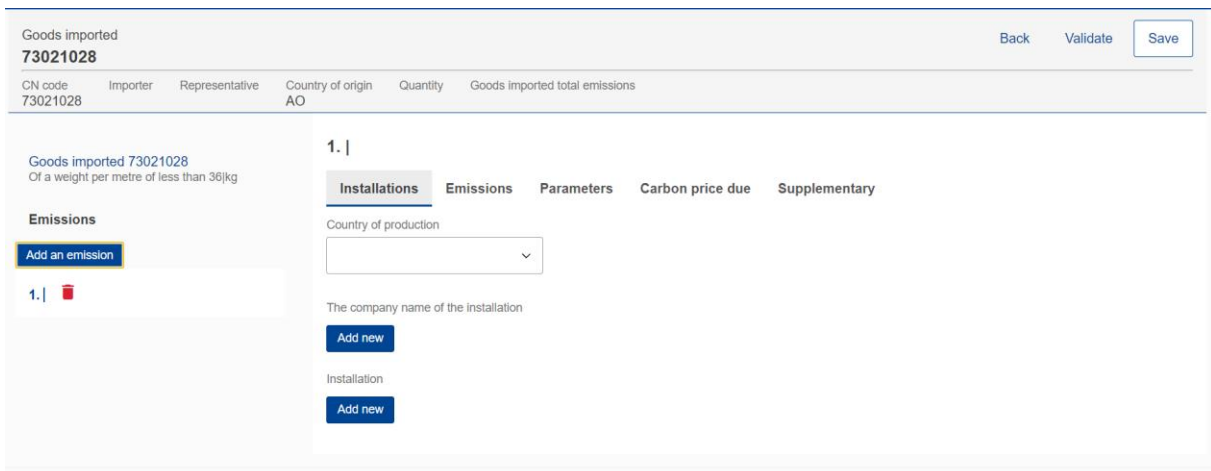 Goods imported
73021028
Back Validate Save
CN code Importer Representative Country of origin Quantity Goods imported total emissions
73021028 AO
Goods imported 73021028
Of a weight per metre of less than 36|kg
Emissions
Add an emission
1. |
1. |
Installations Emissions Parameters Carbon price due Supplementary
Country of production
The company name of the installation
Add new
Installation
Add new